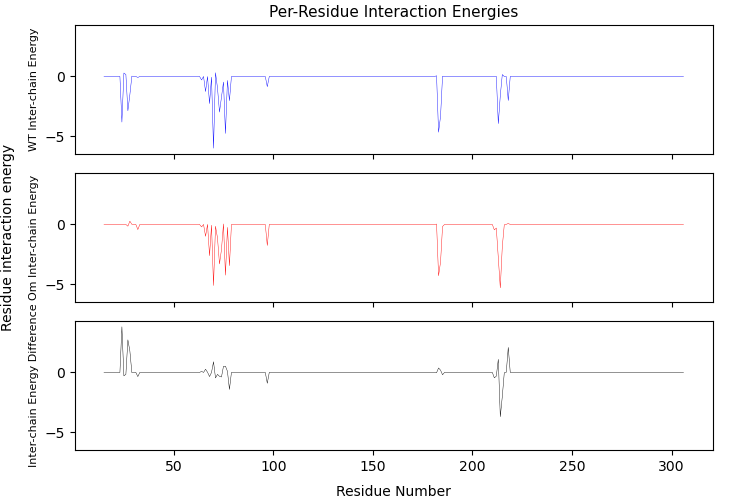 Per-Residue Interaction Energies
Residue interaction energy
WT Inter-chain Energy
0
−5
Om Inter-chain Energy
0
−5
Inter-chain Energy Difference
0
−5
50
100
150
200
250
300
Residue Number